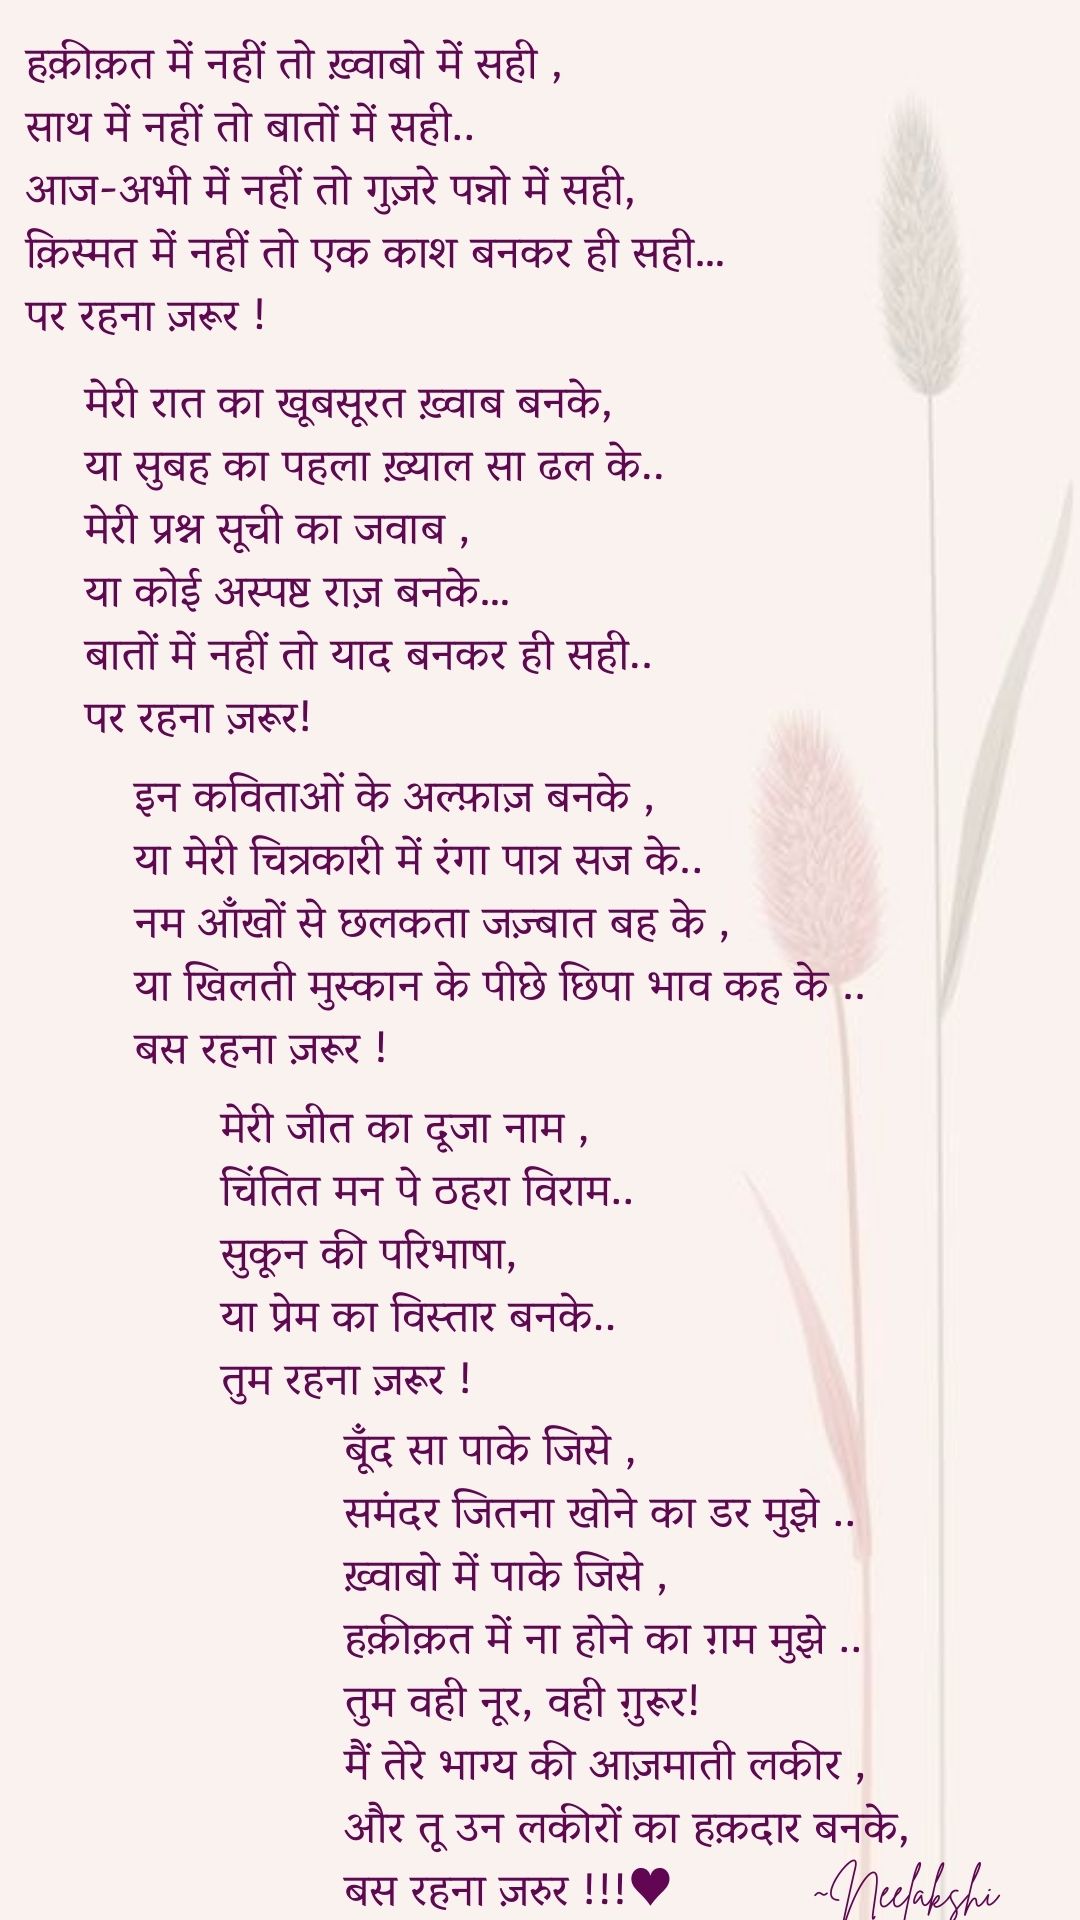 हक़ीक़त में नहीं तो ख़्वाबो में सही ,
साथ में नहीं तो बातों में सही..
आज-अभी में नहीं तो गुज़रे पन्नो में सही,
क़िस्मत में नहीं तो एक काश बनकर ही सही...
पर रहना ज़रूर !
मेरी रात का खूबसूरत ख़्वाब बनके,
या सुबह का पहला ख़्याल सा ढल के..
मेरी प्रश्न सूची का जवाब ,
या कोई अस्पष्ट राज़ बनके...
बातों में नहीं तो याद बनकर ही सही..
पर रहना ज़रूर!
इन कविताओं के अल्फ़ाज़ बनके ,
या मेरी चित्रकारी में रंगा पात्र सज के..
नम आँखों से छलकता जज़्बात बह के ,
या खिलती मुस्कान के पीछे छिपा भाव कह के ..
बस रहना ज़रूर !
मेरी जीत का दूजा नाम ,
चिंतित मन पे ठहरा विराम..
सुकून की परिभाषा,
या प्रेम का विस्तार बनके..
तुम रहना ज़रूर !
बूँद सा पाके जिसे ,
समंदर जितना खोने का डर मुझे ..
ख़्वाबो में पाके जिसे ,
हक़ीक़त में ना होने का ग़म मुझे ..
तुम वही नूर, वही ग़ुरूर!
मैं तेरे भाग्य की आज़माती लकीर ,
और तू उन लकीरों का हक़दार बनके,
बस रहना ज़रुर !!!♥
~Neelakshi